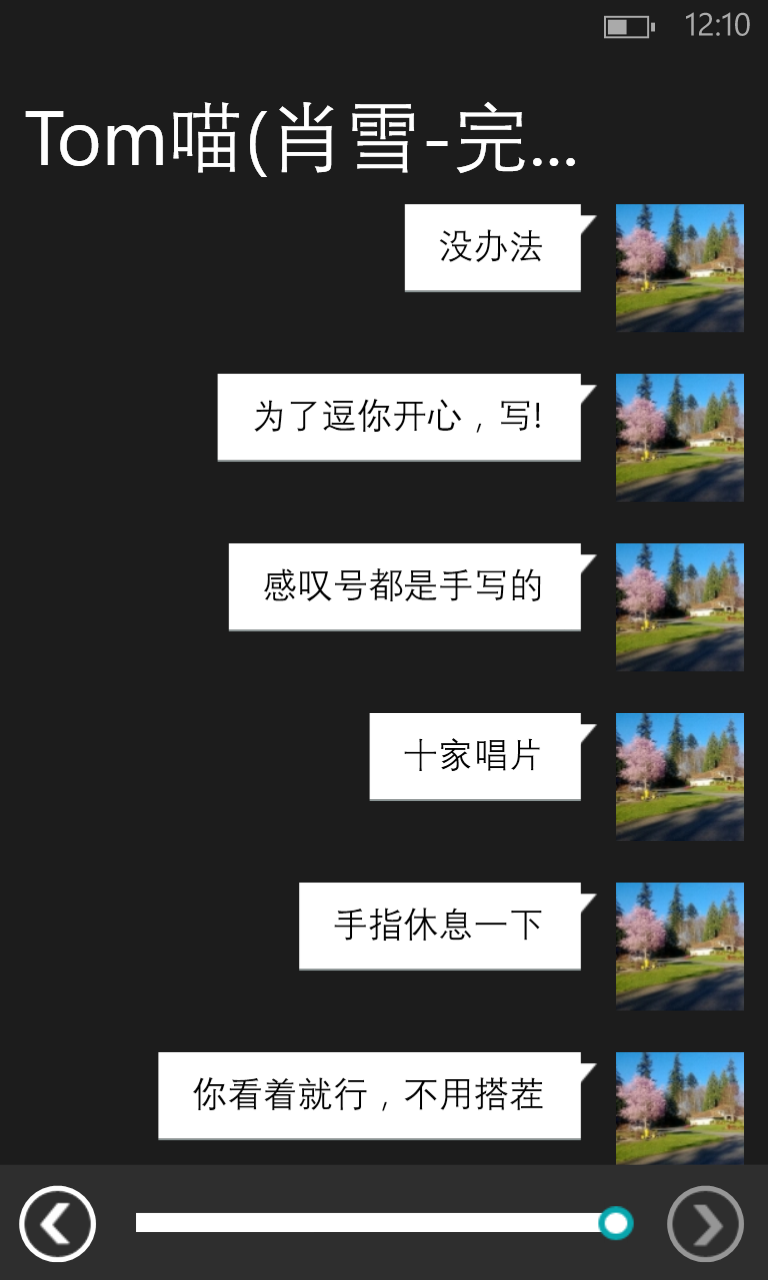 12:10
Tom喵(肖雪-完...
没办法
为了逗你开心，写!
感叹号都是手写的
十家唱片
手指休息一下
你看着就行，不用搭茬